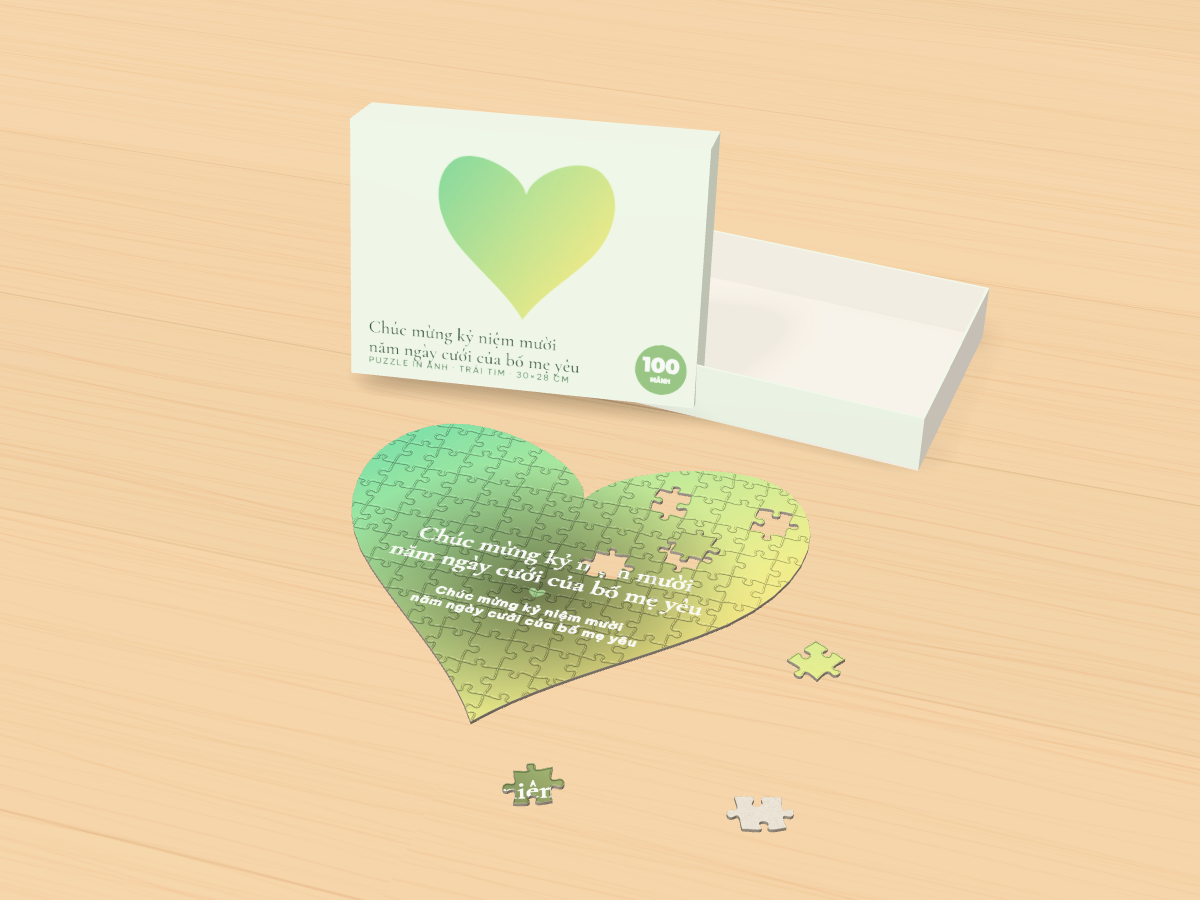 Chúc mừng kỷ niệm mười
năm ngày cưới của bố mẹ yêu
PUZZLE IN ẢNH · TRÁI TIM · 30×28 CM
100
MẢNH
Chúc mừng kỷ mười
năm ngày cưới của bố mẹ yêu
Chúc mừng kỷ niệm mười
năm ngày cưới của bố mẹ yêu